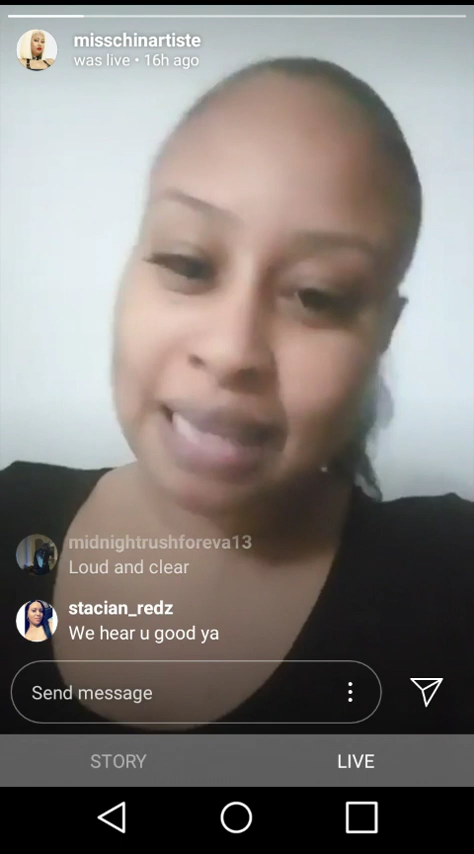 misschinartiste
was live • 16h ago
midnightrushforeva13
Loud and clear
stacian_redz
We hear u good ya
Send message
STORY LIVE